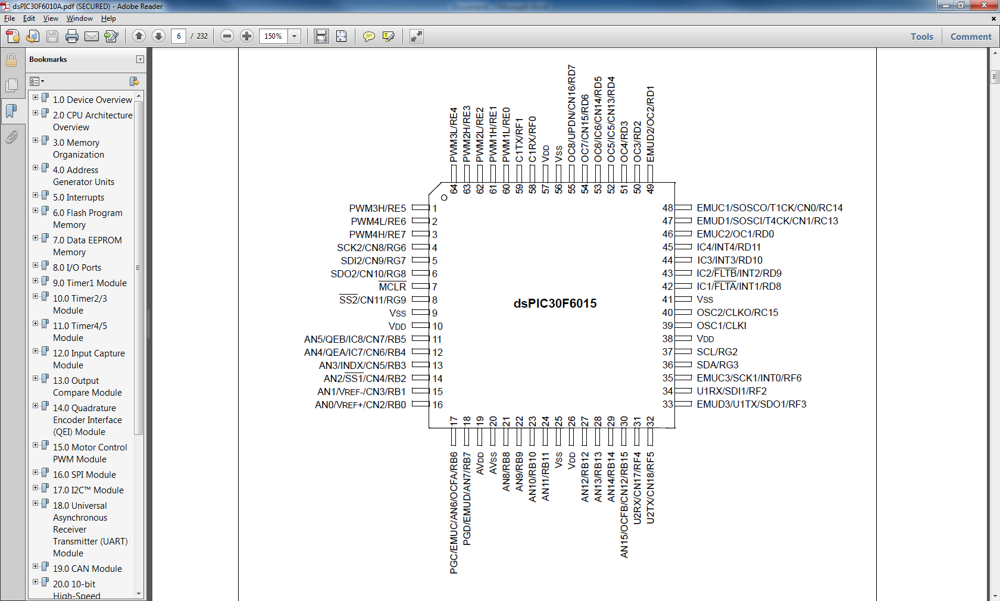 dsPIC30F6010A.pdf (SECURED) - Adobe Reader
File Edit View Window Help
6 / 232 150% Tools Comment
Bookmarks
1.0 Device Overview
2.0 CPU Architecture
Overview
3.0 Memory
Organization
4.0 Address
Generator Units
5.0 Interrupts
6.0 Flash Program
Memory
7.0 Data EEPROM
Memory
8.0 I/O Ports
9.0 Timer1 Module
10.0 Timer2/3
Module
11.0 Timer4/5
Module
12.0 Input Capture
Module
13.0 Output
Compare Module
14.0 Quadrature
Encoder Interface
(QEI) Module
15.0 Motor Control
PWM Module
16.0 SPI Module
17.0 I2C™ Module
18.0 Universal
Asynchronous
Receiver
Transmitter (UART)
Module
19.0 CAN Module
20.0 10-bit
High-Speed
PWM3L/RE4
PWM2H/RE3
PWM2L/RE2
PWM1H/RE1
PWM1L/RE0
C1TX/RF1
C1RX/RF0
VDD
VSS
OC8/UPDN/CN16/RD7
OC7/CN15/RD6
OC6/IC6/CN14/RD5
OC5/IC5/CN13/RD4
OC4/RD3
OC3/RD2
EMUD2/OC2/RD1
64 63 62 61 60 59 58 57 56 55 54 53 52 51 50 49
PWM3H/RE5 1
PWM4L/RE6 2
PWM4H/RE7 3
SCK2/CN8/RG6 4
SDI2/CN9/RG7 5
SDO2/CN10/RG8 6
MCLR 7
SS2/CN11/RG9 8
VSS 9
VDD 10
AN5/QEB/IC8/CN7/RB5 11
AN4/QEA/IC7/CN6/RB4 12
AN3/INDX/CN5/RB3 13
AN2/SS1/CN4/RB2 14
AN1/VREF-/CN3/RB1 15
AN0/VREF+/CN2/RB0 16
dsPIC30F6015
48 EMUC1/SOSCO/T1CK/CN0/RC14
47 EMUD1/SOSCI/T4CK/CN1/RC13
46 EMUC2/OC1/RD0
45 IC4/INT4/RD11
44 IC3/INT3/RD10
43 IC2/FLTB/INT2/RD9
42 IC1/FLTA/INT1/RD8
41 VSS
40 OSC2/CLKO/RC15
39 OSC1/CLKI
38 VDD
37 SCL/RG2
36 SDA/RG3
35 EMUC3/SCK1/INT0/RF6
34 U1RX/SDI1/RF2
33 EMUD3/U1TX/SDO1/RF3
17 18 19 20 21 22 23 24 25 26 27 28 29 30 31 32
PGC/EMUC/AN6/OCFA/RB6
PGD/EMUD/AN7/RB7
AVDD
AVSS
AN8/RB8
AN9/RB9
AN10/RB10
AN11/RB11
VSS
VDD
AN12/RB12
AN13/RB13
AN14/RB14
AN15/OCFB/CN12/RB15
U2RX/CN17/RF4
U2TX/CN18/RF5